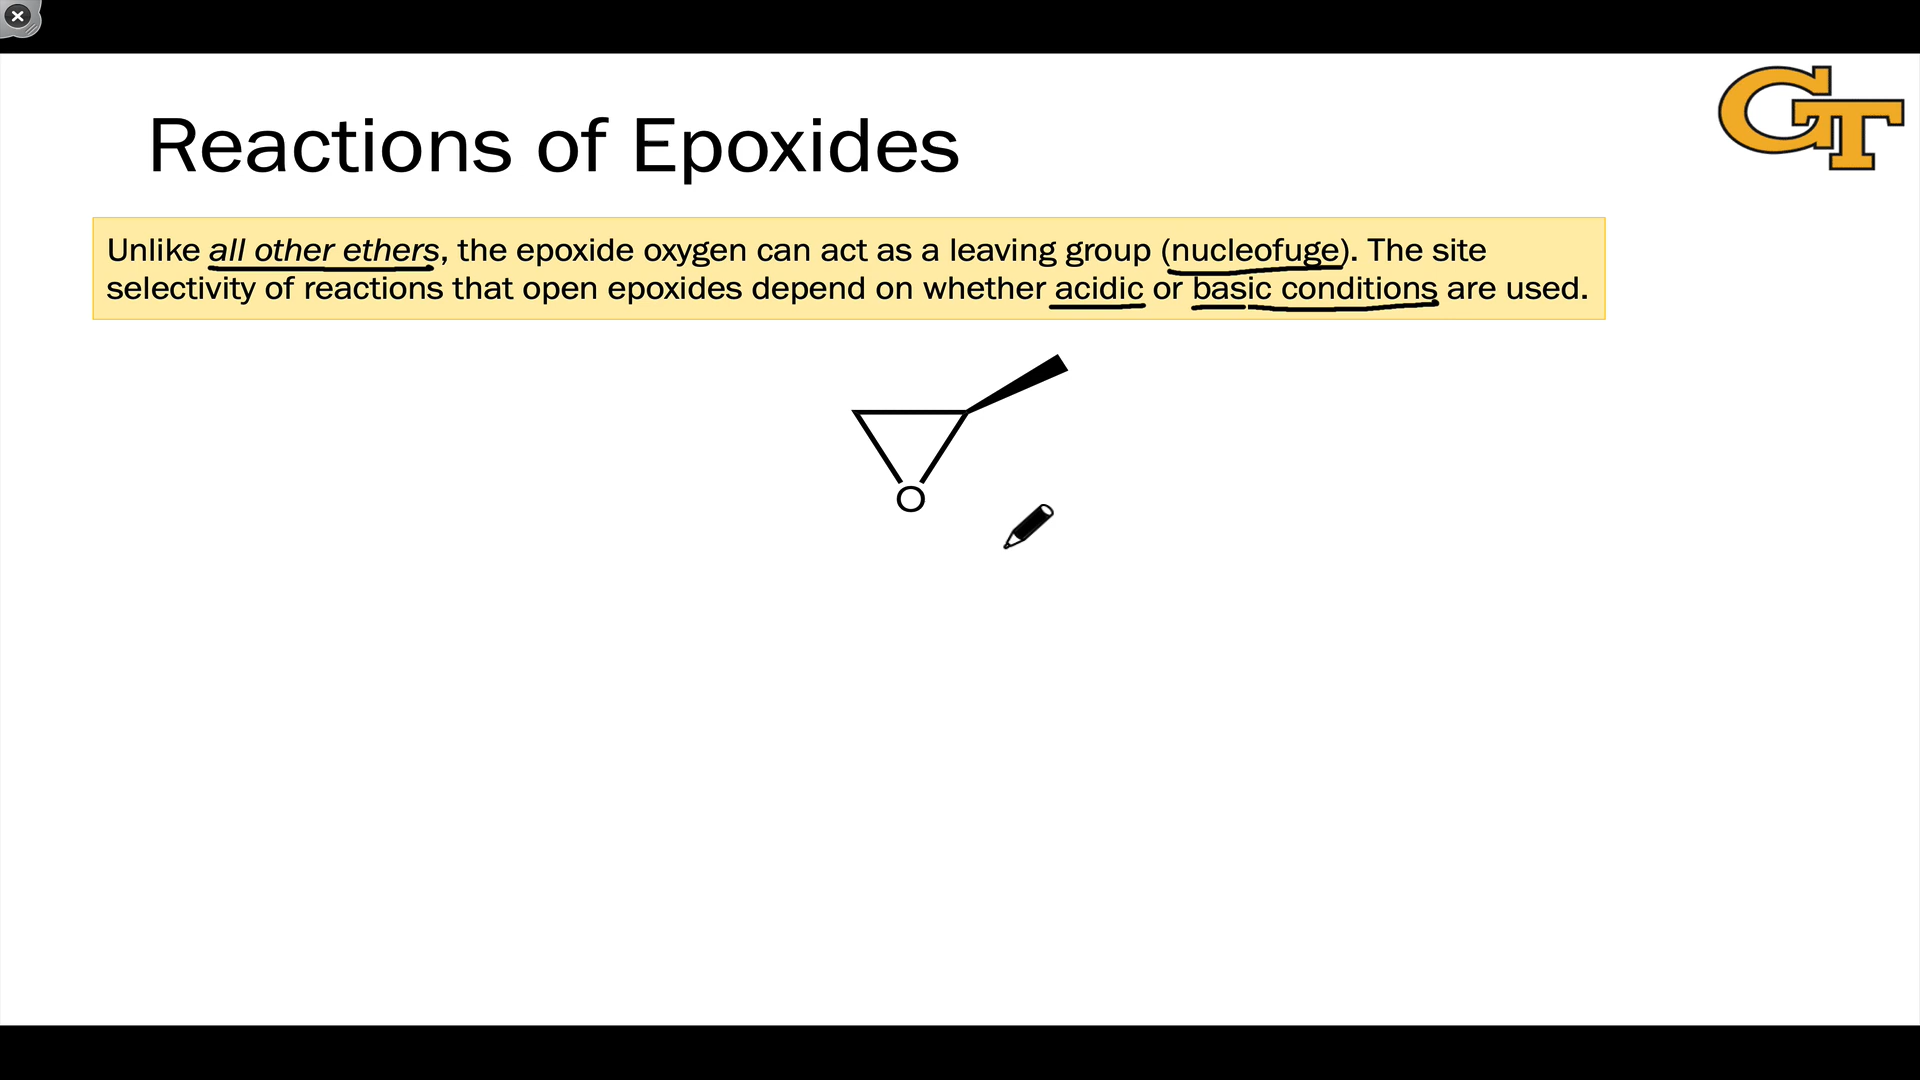 GT
Reactions of Epoxides
Unlike all other ethers, the epoxide oxygen can act as a leaving group (nucleofuge). The site
selectivity of reactions that open epoxides depend on whether acidic or basic conditions are used.
O